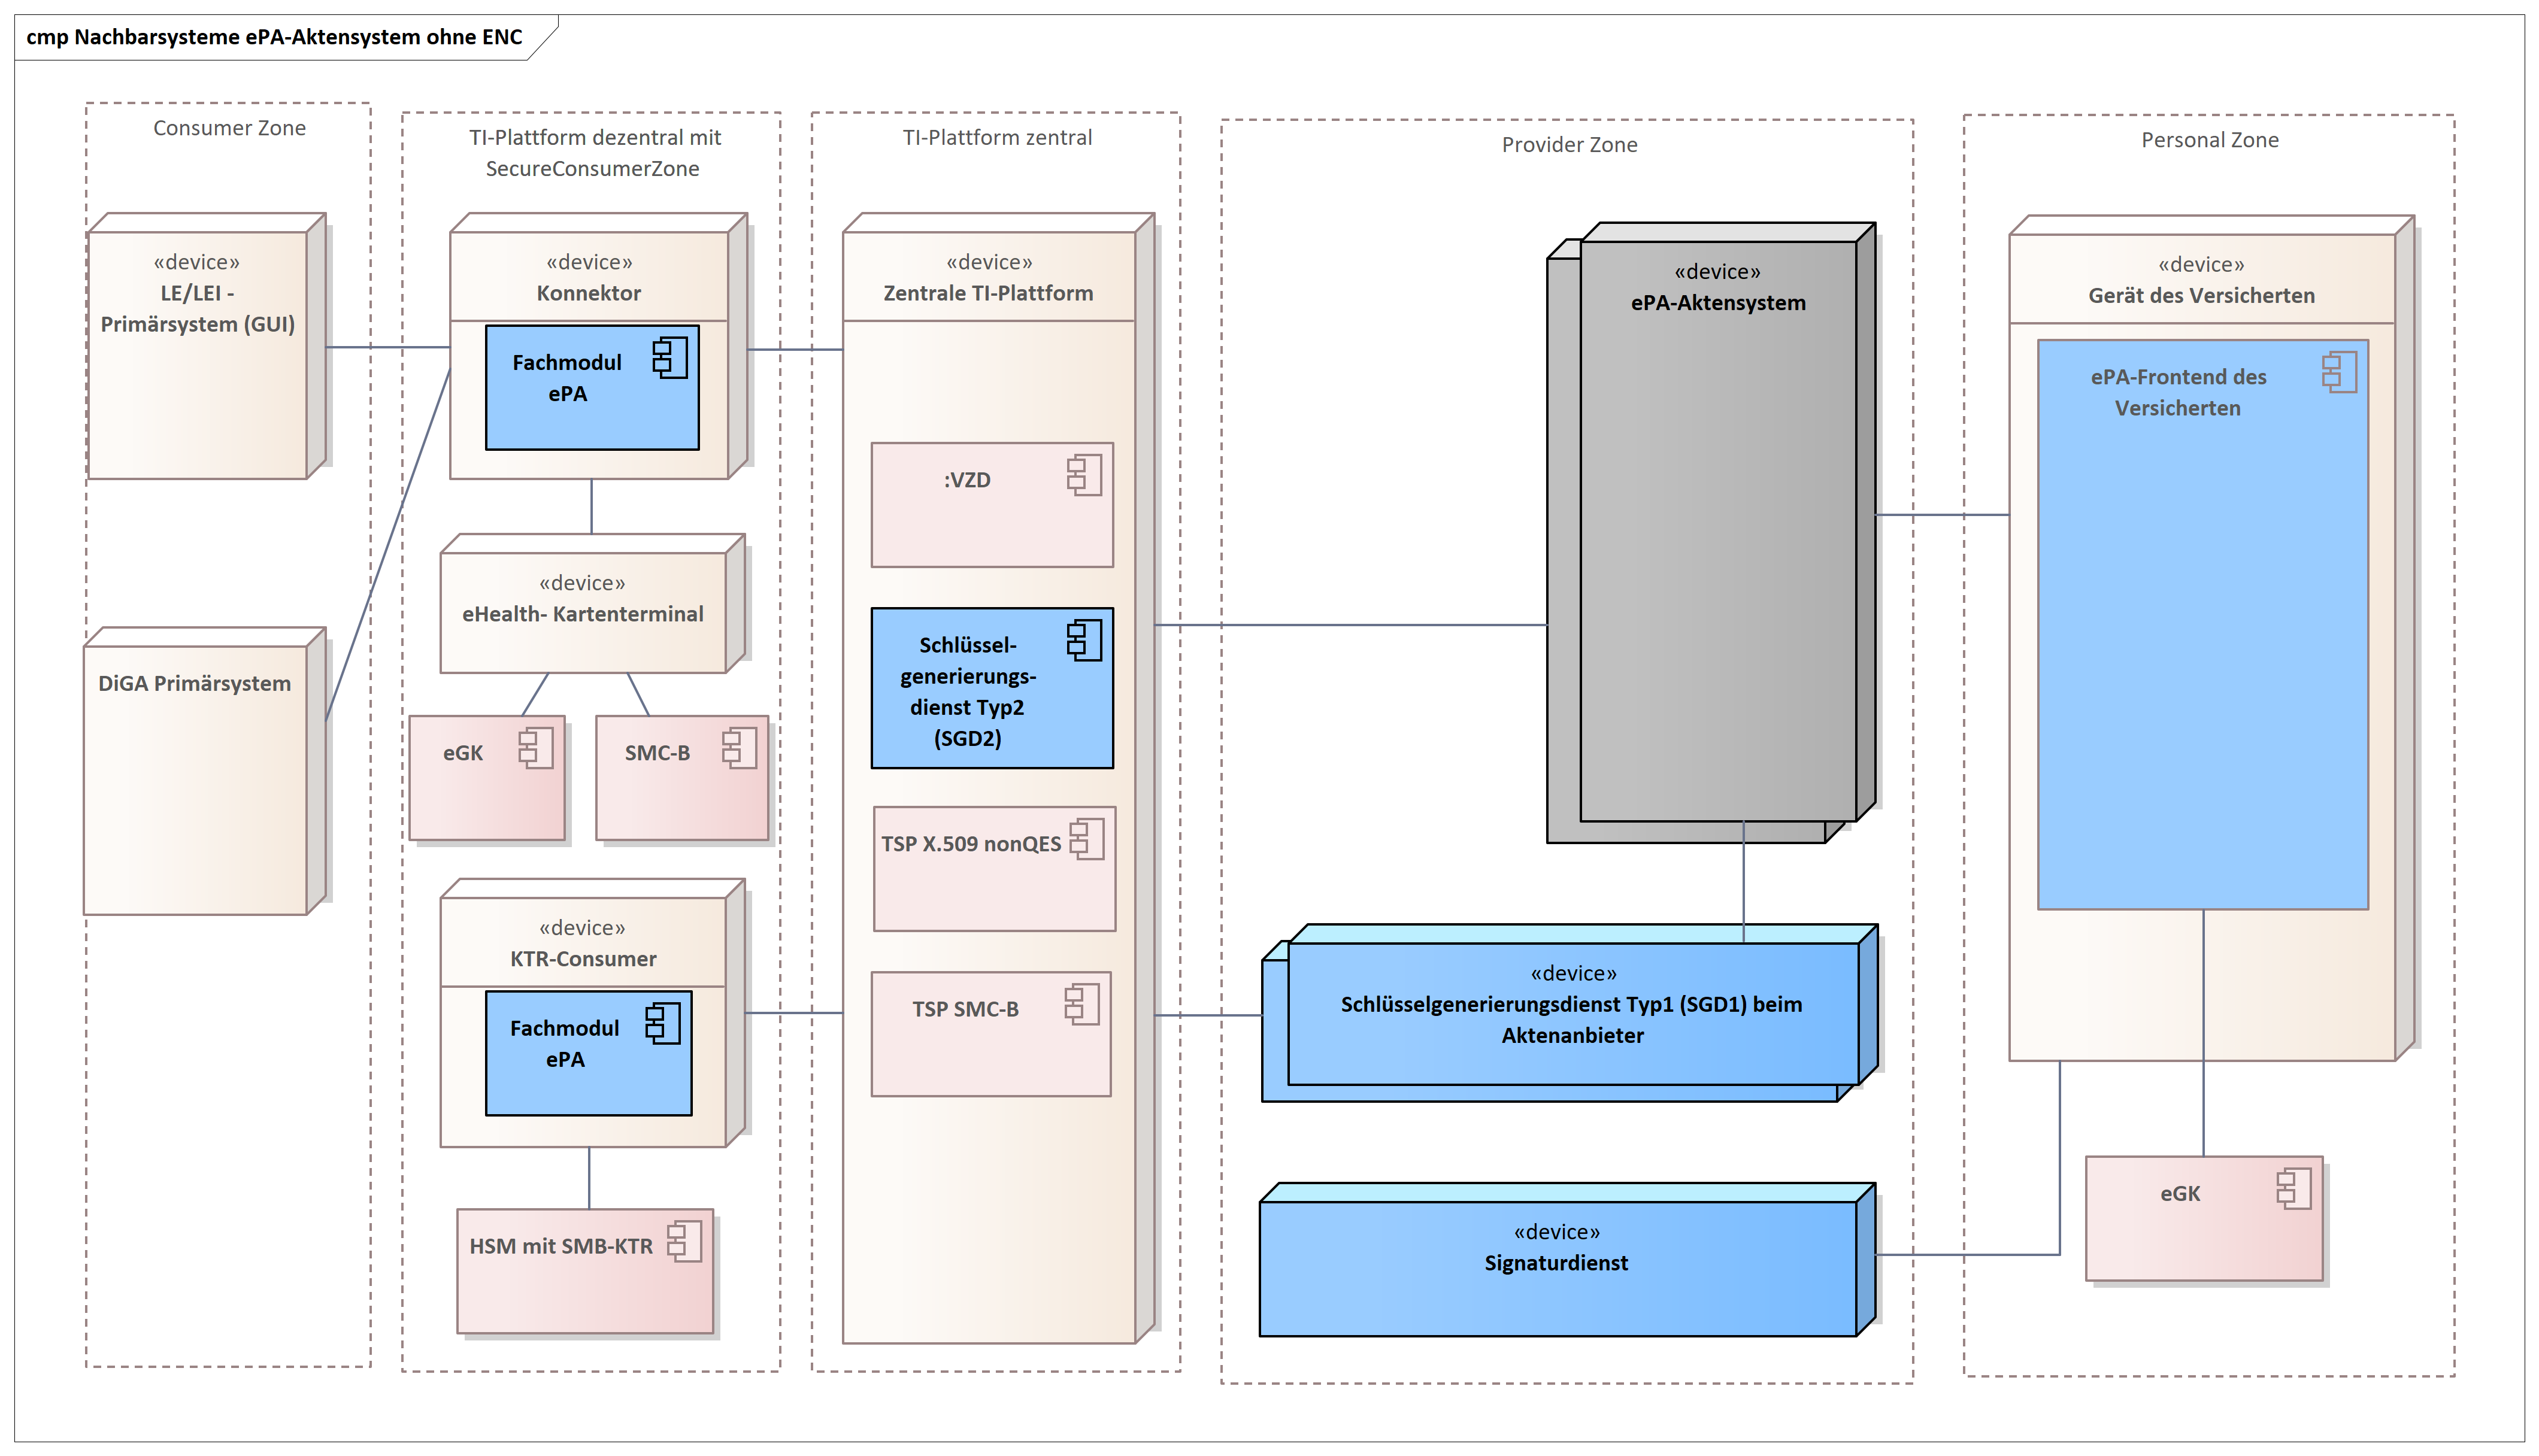 cmp Nachbarsysteme ePA-Aktensystem ohne ENC
Consumer Zone
«device»
LE/LEI -
Primärsystem (GUI)
DiGA Primärsystem
TI-Plattform dezentral mit
SecureConsumerZone
«device»
Konnektor
Fachmodul
ePA
«device»
eHealth- Kartenterminal
eGK
SMC-B
«device»
KTR-Consumer
Fachmodul
ePA
HSM mit SMB-KTR
TI-Plattform zentral
«device»
Zentrale TI-Plattform
:VZD
Schlüssel-
generierungs-
dienst Typ2
(SGD2)
TSP X.509 nonQES
TSP SMC-B
Provider Zone
«device»
ePA-Aktensystem
«device»
Schlüsselgenerierungsdienst Typ1 (SGD1) beim
Aktenanbieter
«device»
Signaturdienst
Personal Zone
«device»
Gerät des Versicherten
ePA-Frontend des
Versicherten
eGK